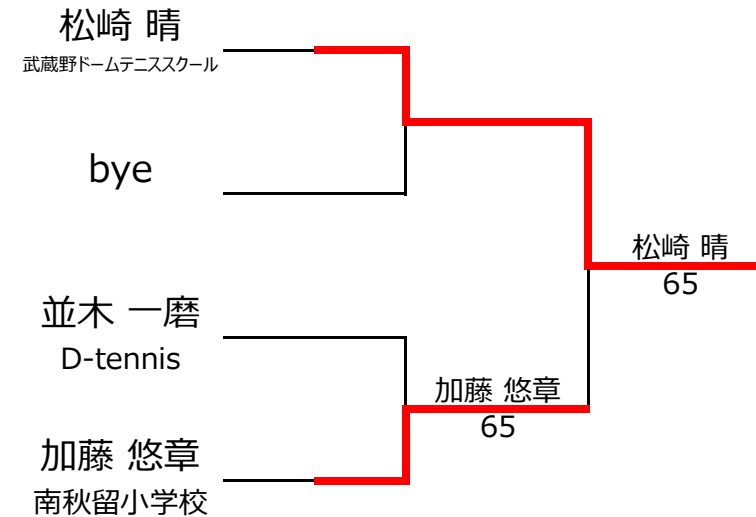 松崎 晴
武蔵野ドームテニススクール
bye
松崎 晴
65
並木 一磨
D-tennis
加藤 悠章
65
加藤 悠章
南秋留小学校